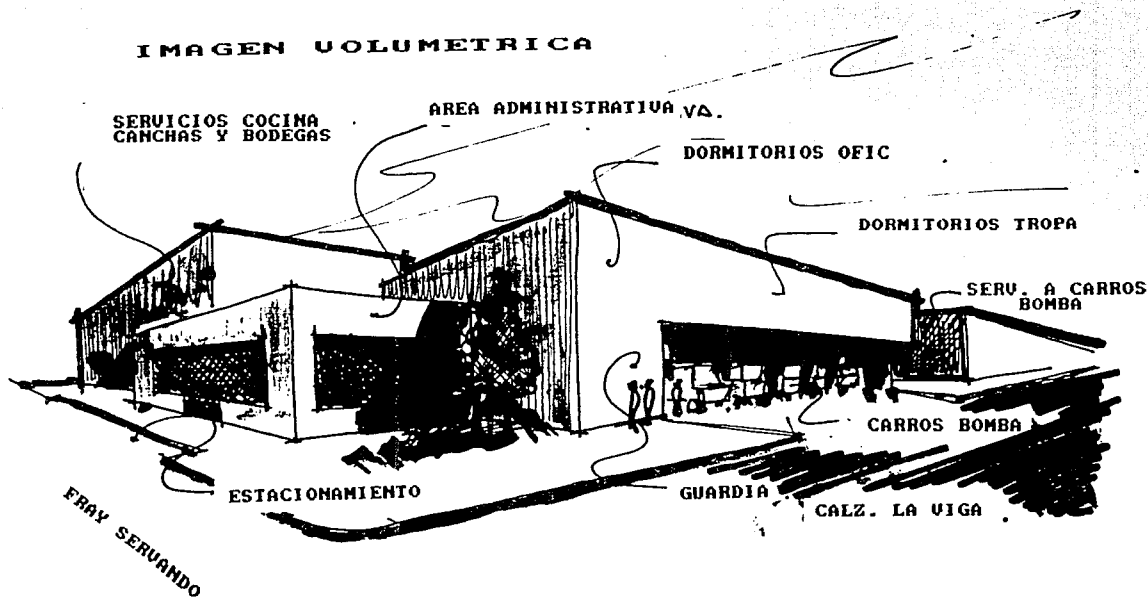 IMAGEN VOLUMETRICA
SERVICIOS COCINA
CANCHAS Y BODEGAS
AREA ADMINISTRATIVA VA.
DORMITORIOS OFIC
DORMITORIOS TROPA
SERV. A CARROS
BOMBA
CARROS BOMBA
ESTACIONAMIENTO
GUARDIA
CALZ. LA VIGA
FRAY SERVANDO